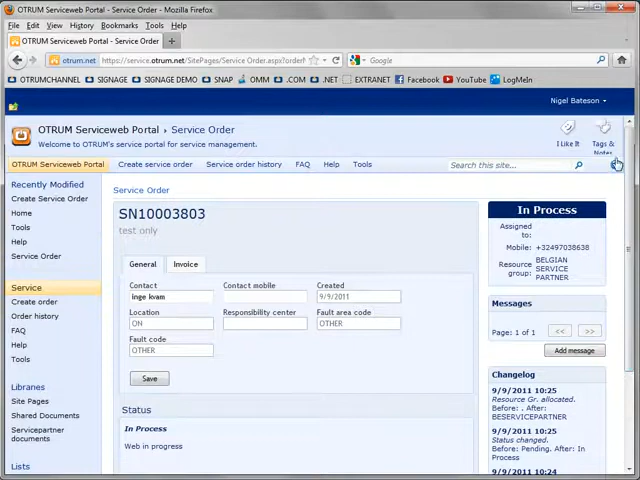 OTRUM Serviceweb Portal - Service Order - Mozilla Firefox
File Edit View History Bookmarks Tools Help
OTRUM Serviceweb Portal - Service Order
otrum.net https://service.otrum.net/SitePages/Service Order.aspx?order Google
OTRUMCHANNEL SIGNAGE SIGNAGE DEMO SNAP OMM .COM .NET EXTRANET Facebook YouTube LogMeIn
Nigel Bateson
OTRUM Serviceweb Portal › Service Order
Welcome to OTRUM's service portal for service management.
I Like It
Tags &
Notes
OTRUM Serviceweb Portal Create service order Service order history FAQ Help Tools Search this site...
Recently Modified
Create Service Order
Home
Tools
Help
Service Order
Service
Create order
Order history
FAQ
Help
Tools
Libraries
Site Pages
Shared Documents
Servicepartner
documents
Lists
Service Order
SN10003803
test only
General Invoice
Contact Contact mobile Created
inge kvam 9/9/2011
Location Responsibility center Fault area code
ON OTHER
Fault code
OTHER
Save
Status
In Process
Web in progress
In Process
Assigned
to:
Mobile: +32497038638
Resource BELGIAN
group: SERVICE
PARTNER
Messages
Page: 1 of 1 << >>
Add message
Changelog
9/9/2011 10:25
Resource Gr. allocated.
Before: . After:
BESERVICEPARTNER
9/9/2011 10:25
Status changed.
Before: Pending. After: In
Process
9/9/2011 10:24